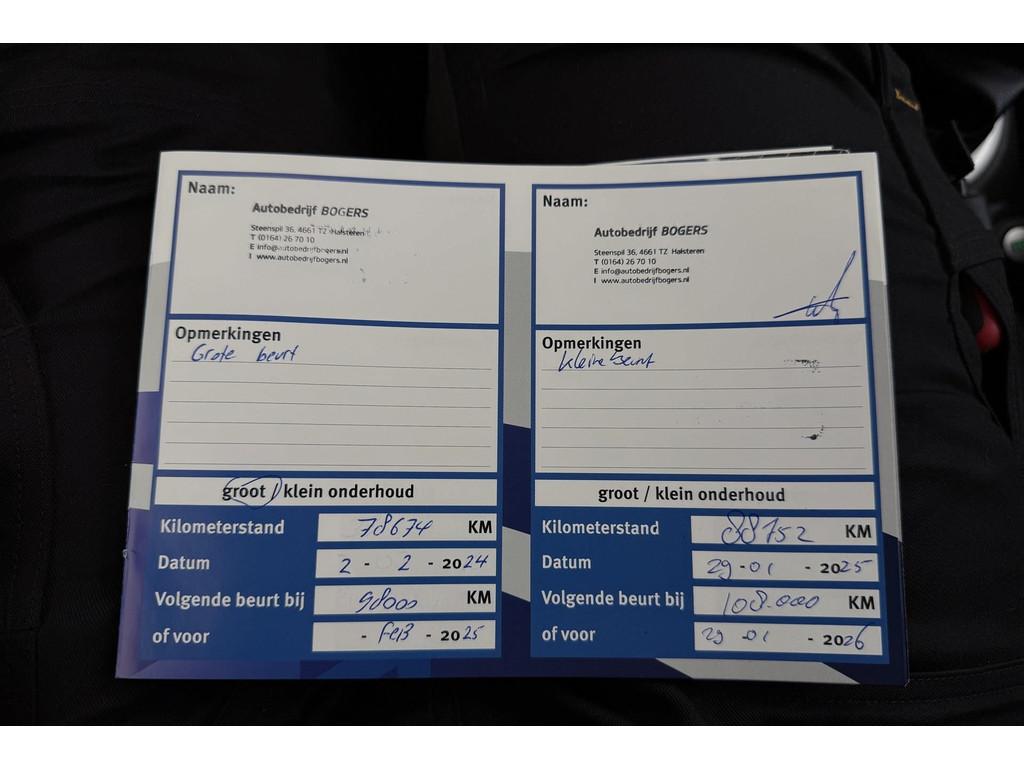 Naam:
Autobedrijf BOGERS
Steenspil 36, 4661 TZ Halsteren
T (0164) 26 70 10
E info@autobedrijfbogers.nl
I www.autobedrijfbogers.nl
Opmerkingen
Grote beurt
groot / klein onderhoud
Kilometerstand 78674 KM
Datum 2 - 2 - 2024
Volgende beurt bij 98000 KM
of voor - FeB - 2025
Naam:
Autobedrijf BOGERS
Steenspil 36, 4661 TZ Halsteren
T (0164) 26 70 10
E info@autobedrijfbogers.nl
I www.autobedrijfbogers.nl
Opmerkingen
kleine beurt
groot / klein onderhoud
Kilometerstand 88752 KM
Datum 29 - 01 - 2025
Volgende beurt bij 108.000 KM
of voor 29 - 01 - 2026